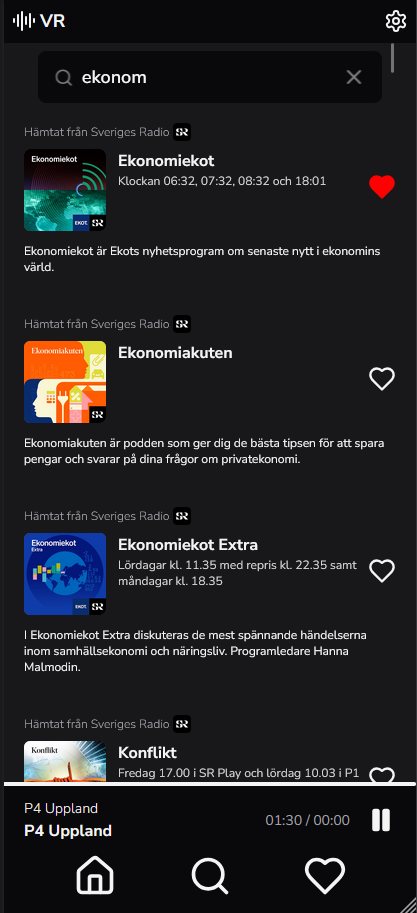 VR
ekonom
Hämtat från Sveriges Radio SR
Ekonomiekot
Ekonomiekot
Klockan 06:32, 07:32, 08:32 och 18:01
EKOT. SR
Ekonomiekot är Ekots nyhetsprogram om senaste nytt i ekonomins
värld.
Hämtat från Sveriges Radio SR
Ekonomiakuten
Ekonomiakuten
SR
Ekonomiakuten är podden som ger dig de bästa tipsen för att spara
pengar och svarar på dina frågor om privatekonomi.
Hämtat från Sveriges Radio SR
Ekonomiekot
Extra
Ekonomiekot Extra
Lördagar kl. 11.35 med repris kl. 22.35 samt
måndagar kl. 18.35
EKOT. SR
I Ekonomiekot Extra diskuteras de mest spännande händelserna
inom samhällsekonomi och näringsliv. Programledare Hanna
Malmodin.
Hämtat från Sveriges Radio SR
Konflikt
Konflikt
Fredag 17.00 i SR Play och lördag 10.03 i P1
P4 Uppland
P4 Uppland
01:30 / 00:00